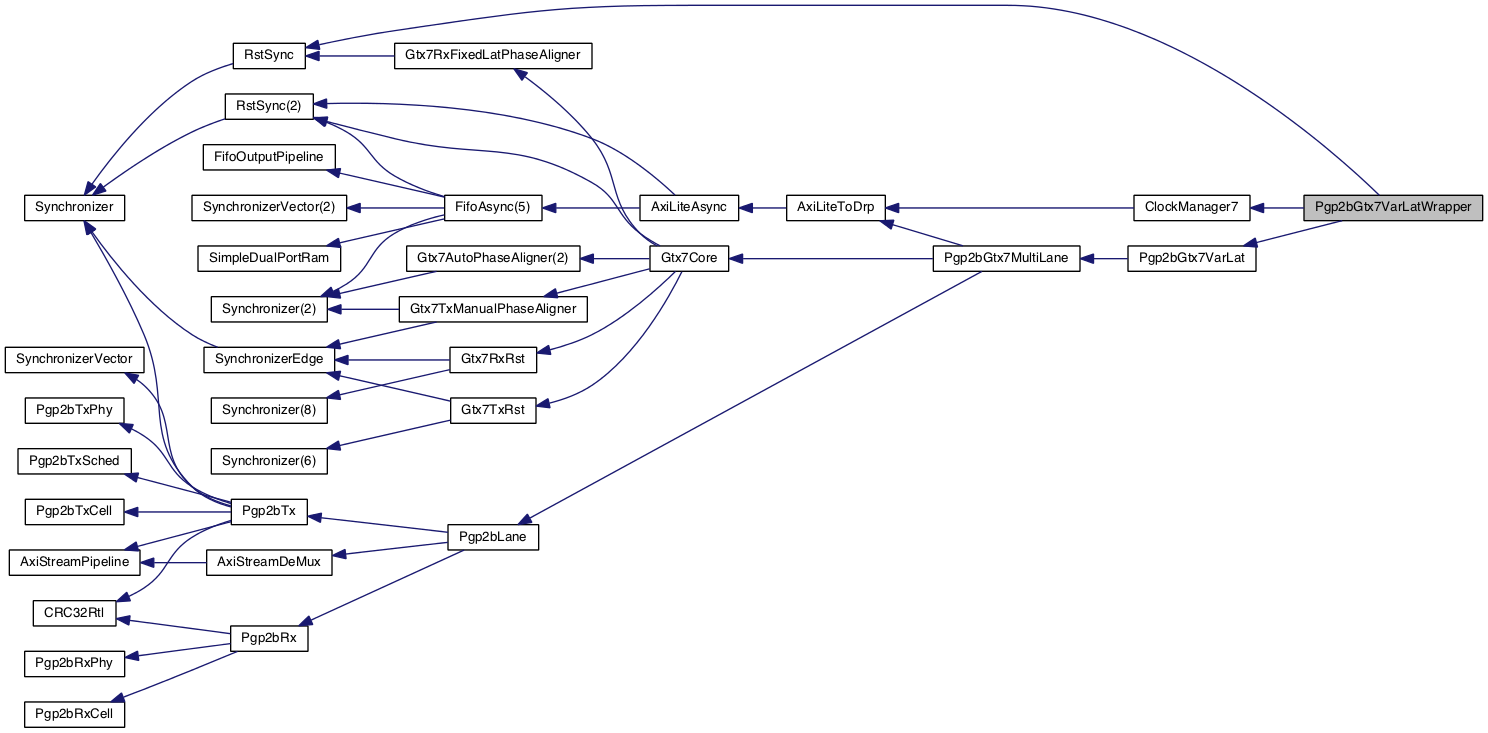 RstSync
Gtx7RxFixedLatPhaseAligner
RstSync(2)
FifoOutputPipeline
Synchronizer
SynchronizerVector(2)
FifoAsync(5)
AxiLiteAsync
AxiLiteToDrp
ClockManager7
Pgp2bGtx7VarLatWrapper
SimpleDualPortRam
Gtx7AutoPhaseAligner(2)
Gtx7Core
Pgp2bGtx7MultiLane
Pgp2bGtx7VarLat
Synchronizer(2)
Gtx7TxManualPhaseAligner
SynchronizerVector
SynchronizerEdge
Gtx7RxRst
Pgp2bTxPhy
Synchronizer(8)
Gtx7TxRst
Pgp2bTxSched
Synchronizer(6)
Pgp2bTxCell
Pgp2bTx
Pgp2bLane
AxiStreamPipeline
AxiStreamDeMux
CRC32Rtl
Pgp2bRx
Pgp2bRxPhy
Pgp2bRxCell